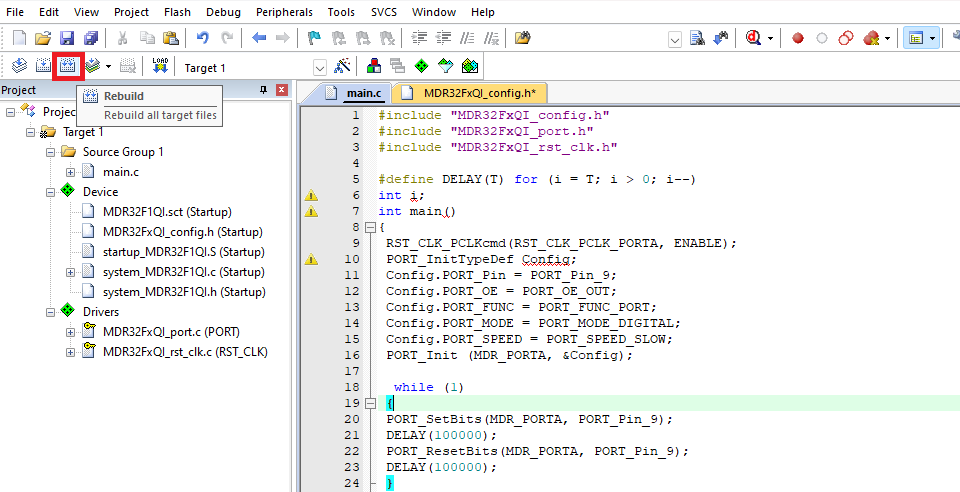 File Edit View Project Flash Debug Peripherals Tools SVCS Window Help
LOAD Target 1
Project
Rebuild
Rebuild all target files
Target 1
Source Group 1
main.c
Device
MDR32F1QI.sct (Startup)
MDR32FxQI_config.h (Startup)
startup_MDR32F1QI.S (Startup)
system_MDR32F1QI.c (Startup)
system_MDR32F1QI.h (Startup)
Drivers
MDR32FxQI_port.c (PORT)
MDR32FxQI_rst_clk.c (RST_CLK)
main.c MDR32FxQI_config.h*
1 #include "MDR32FxQI_config.h"
2 #include "MDR32FxQI_port.h"
3 #include "MDR32FxQI_rst_clk.h"
4
5 #define DELAY(T) for (i = T; i > 0; i--)
6 int i;
7 int main()
8 {
9 RST_CLK_PCLKcmd(RST_CLK_PCLK_PORTA, ENABLE);
10 PORT_InitTypeDef Config;
11 Config.PORT_Pin = PORT_Pin_9;
12 Config.PORT_OE = PORT_OE_OUT;
13 Config.PORT_FUNC = PORT_FUNC_PORT;
14 Config.PORT_MODE = PORT_MODE_DIGITAL;
15 Config.PORT_SPEED = PORT_SPEED_SLOW;
16 PORT_Init (MDR_PORTA, &Config);
17
18 while (1)
19 {
20 PORT_SetBits(MDR_PORTA, PORT_Pin_9);
21 DELAY(100000);
22 PORT_ResetBits(MDR_PORTA, PORT_Pin_9);
23 DELAY(100000);
24 }